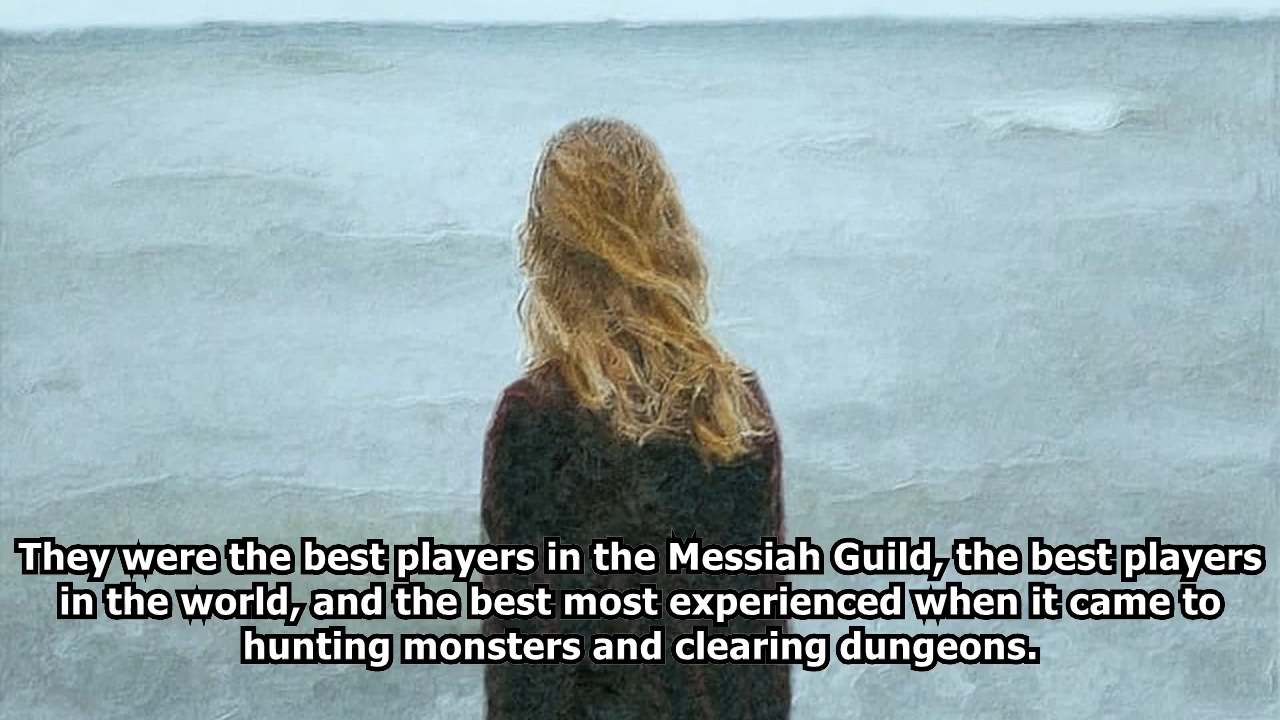 They were the best players in the Messiah Guild, the best players
in the world, and the best most experienced when it came to
hunting monsters and clearing dungeons.